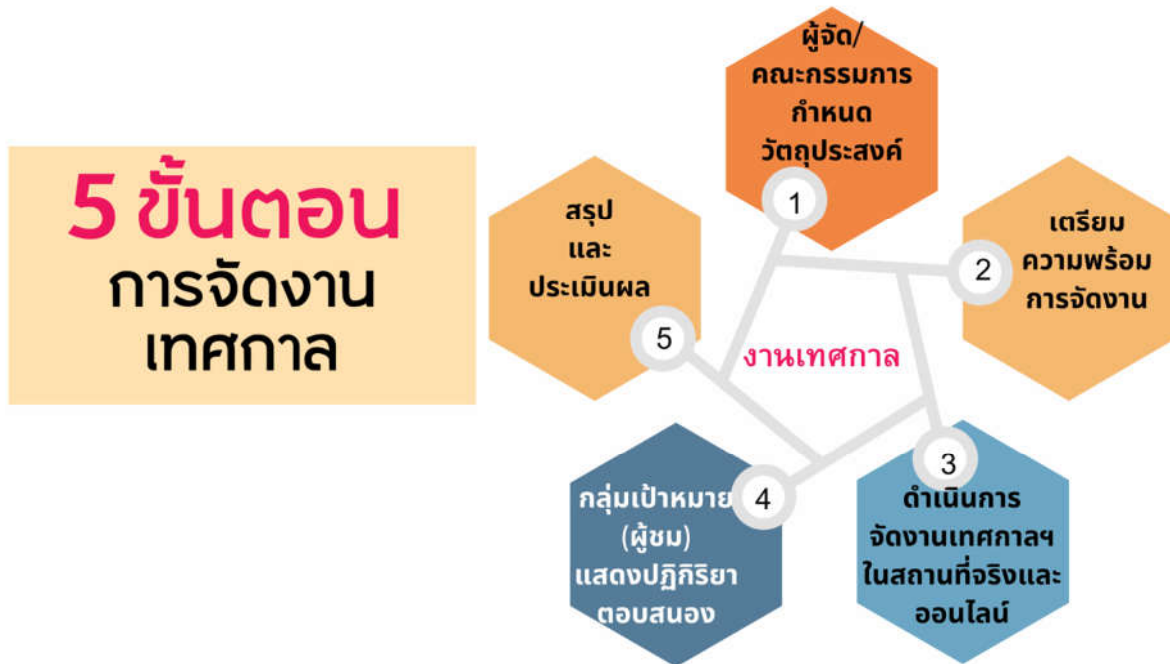 5 ขั้นตอน
การจัดงาน
เทศกาล
ผู้จัด/
คณะกรรมการ
กำหนด
วัตถุประสงค์
1
เตรียม
ความพร้อม
การจัดงาน
2
3
ดำเนินการ
จัดงานเทศกาลฯ
ในสถานที่จริงและ
ออนไลน์
4
กลุ่มเป้าหมาย
(ผู้ชม)
แสดงปฏิกิริยา
ตอบสนอง
สรุป
และ
ประเมินผล
5
งานเทศกาล